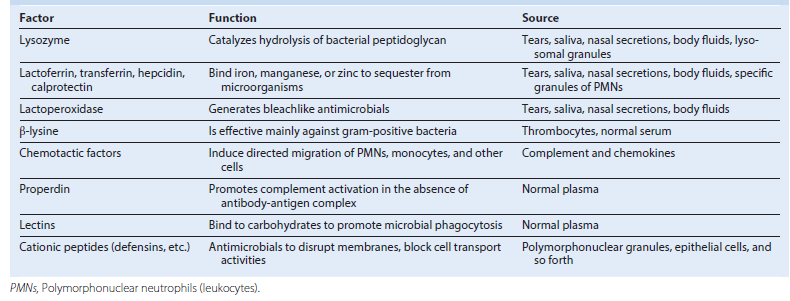 Factor Function Source
Lysozyme Catalyzes hydrolysis of bacterial peptidoglycan Tears, saliva, nasal secretions, body fluids, lyso-
somal granules
Lactoferrin, transferrin, hepcidin, Bind iron, manganese, or zinc to sequester from Tears, saliva, nasal secretions, body fluids, specific
calprotectin microorganisms granules of PMNs
Lactoperoxidase Generates bleachlike antimicrobials Tears, saliva, nasal secretions, body fluids
β-lysine Is effective mainly against gram-positive bacteria Thrombocytes, normal serum
Chemotactic factors Induce directed migration of PMNs, monocytes, and other Complement and chemokines
cells
Properdin Promotes complement activation in the absence of Normal plasma
antibody-antigen complex
Lectins Bind to carbohydrates to promote microbial phagocytosis Normal plasma
Cationic peptides (defensins, etc.) Antimicrobials to disrupt membranes, block cell transport Polymorphonuclear granules, epithelial cells, and
activities so forth
PMNs, Polymorphonuclear neutrophils (leukocytes).